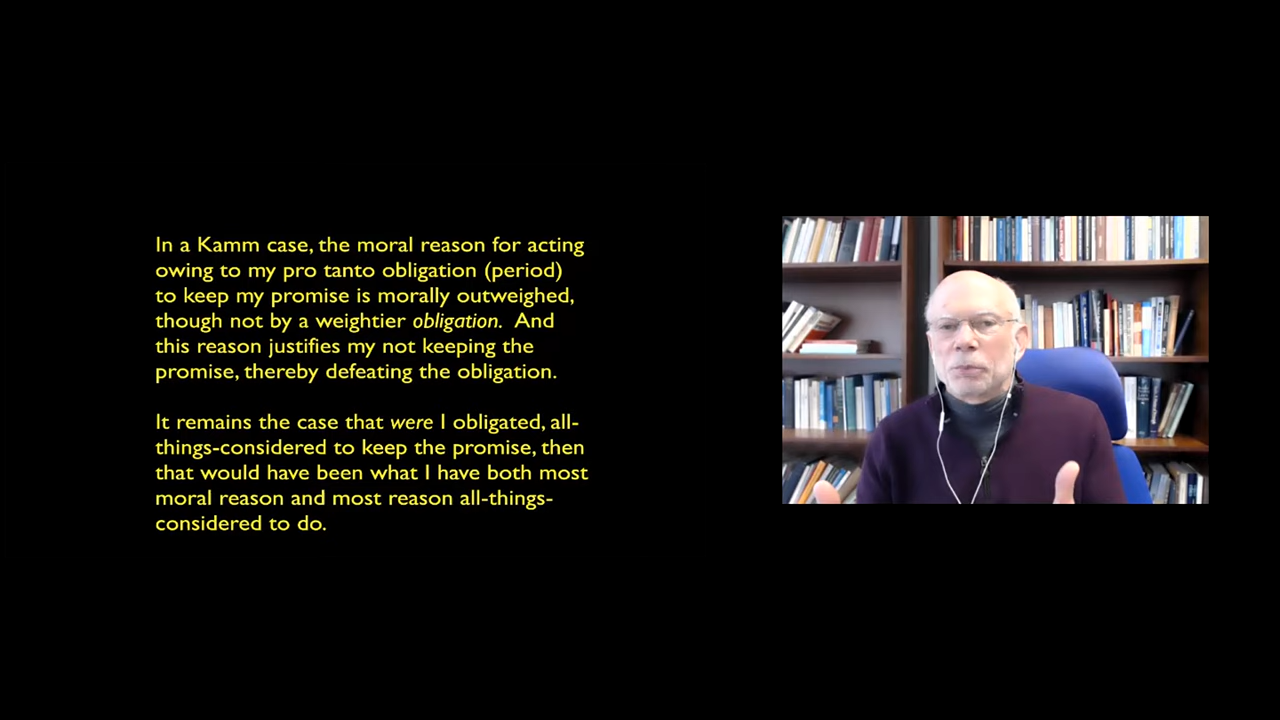 In a Kamm case, the moral reason for acting
owing to my pro tanto obligation (period)
to keep my promise is morally outweighed,
though not by a weightier obligation. And
this reason justifies my not keeping the
promise, thereby defeating the obligation.
It remains the case that were I obligated, all-
things-considered to keep the promise, then
that would have been what I have both most
moral reason and most reason all-things-
considered to do.